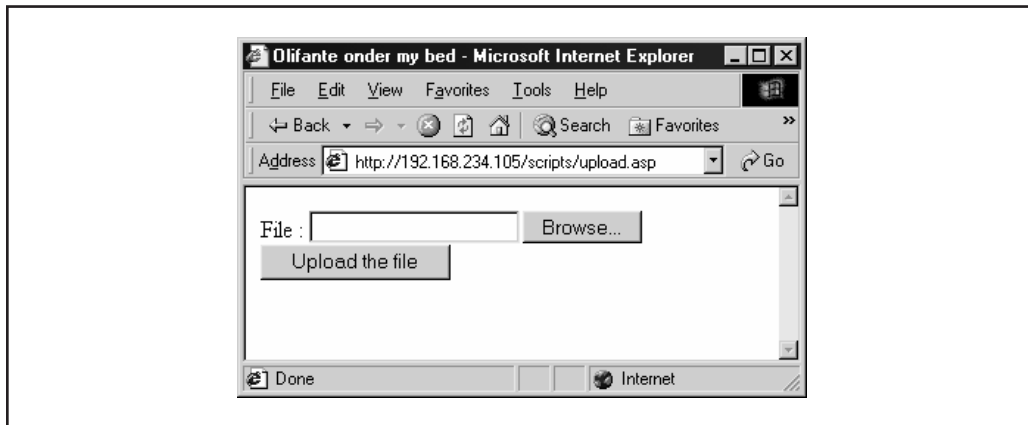 Olifante onder my bed - Microsoft Internet Explorer
File Edit View Favorites Tools Help
Back Search Favorites »
Address http://192.168.234.105/scripts/upload.asp Go
File : Browse...
Upload the file
Done Internet